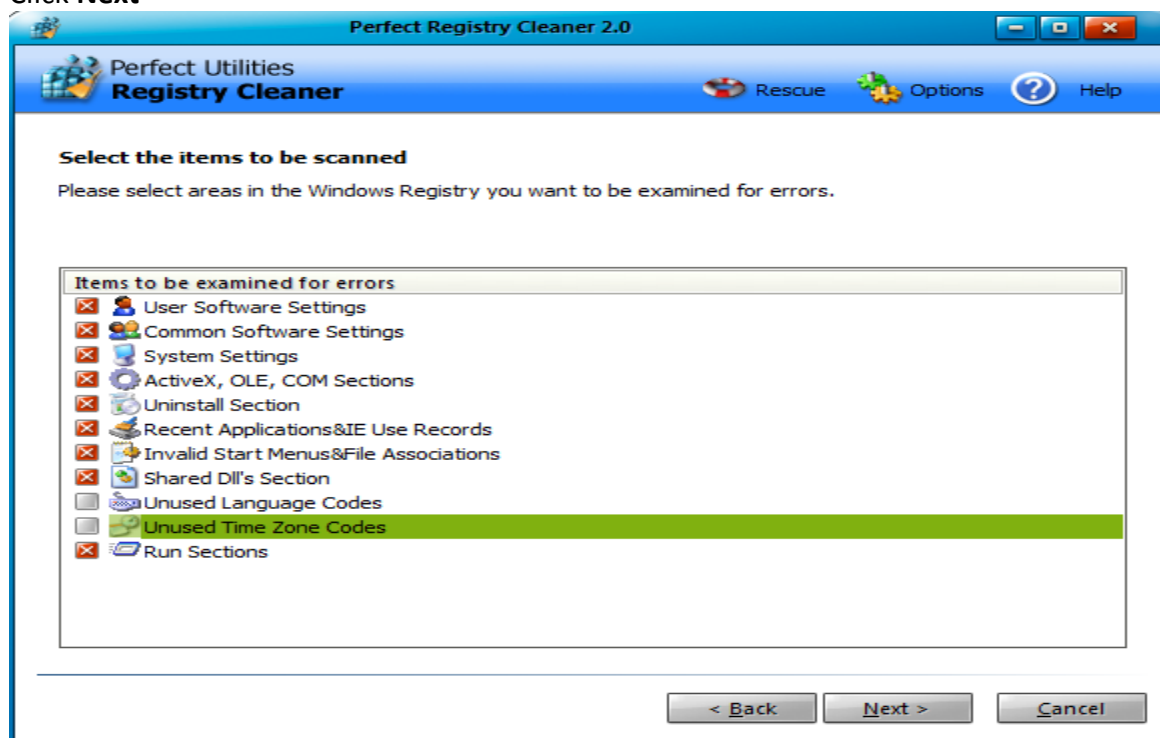 Click Next
Perfect Registry Cleaner 2.0
Perfect Utilities
Registry Cleaner
Rescue
Options
? Help
Select the items to be scanned
Please select areas in the Windows Registry you want to be examined for errors.
Items to be examined for errors
User Software Settings
Common Software Settings
System Settings
ActiveX, OLE, COM Sections
Uninstall Section
Recent Applications&IE Use Records
Invalid Start Menus&File Associations
Shared Dll's Section
Unused Language Codes
Unused Time Zone Codes
Run Sections
< Back
Next >
Cancel